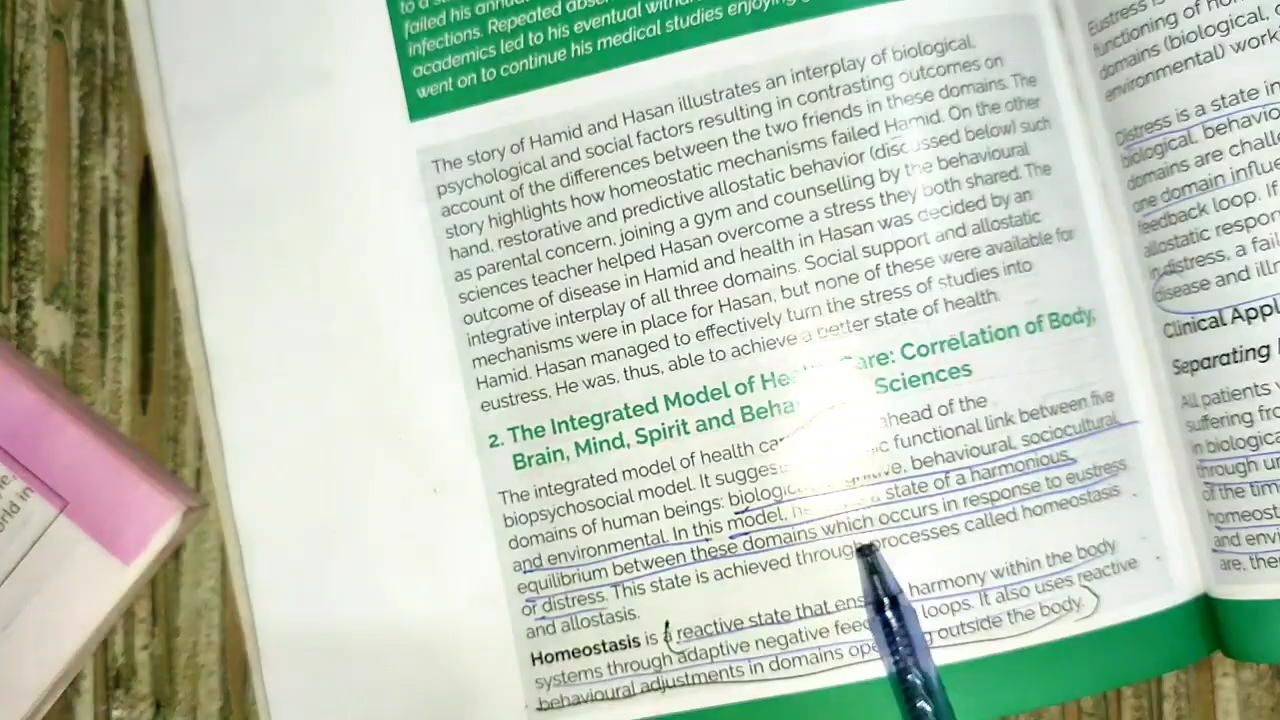 to a s
failed his annu
infections. Repeated abse
academics led to his eventual with
went on to continue his medical studies enjoying
The story of Hamid and Hasan illustrates an interplay of biological,
psychological and social factors resulting in contrasting outcomes on
account of the differences between the two friends in these domains. The
story highlights how homeostatic mechanisms failed Hamid. On the other
hand, restorative and predictive allostatic behavior (discussed below) such
as parental concern, joining a gym and counselling by the behavioural
sciences teacher helped Hasan overcome a stress they both shared. The
outcome of disease in Hamid and health in Hasan was decided by an
integrative interplay of all three domains. Social support and allostatic
mechanisms were in place for Hasan, but none of these were available for
Hamid. Hasan managed to effectively turn the stress of studies into
eustress. He was, thus, able to achieve a better state of health.
2. The Integrated Model of He Care: Correlation of Body,
Brain, Mind, Spirit and Beha Sciences
The integrated model of health car ahead of the
biopsychosocial model. It sugges ic functional link between five
domains of human beings: biologic tive, behavioural, sociocultural,
and environmental. In this model, he a state of a harmonious
equilibrium between these domains which occurs in response to eustress
or distress. This state is achieved through processes called homeostasis
and allostasis.
Homeostasis is a reactive state that ens harmony within the body
systems through adaptive negative fee loops. It also uses reactive
behavioural adjustments in domains ope g outside the body.
Eustress is
functioning of ho
domains (biological,
environmental) worki
Distress is a state in
biological, behavio
domains are chall
one domain influe
feedback loop. If
allostatic respon
in distress, a fail
disease and illn
Clinical Appl
Separating
All patients
suffering fro
in biologica
through un
of the tim
homeost
and envi
are, the
e.
orld in